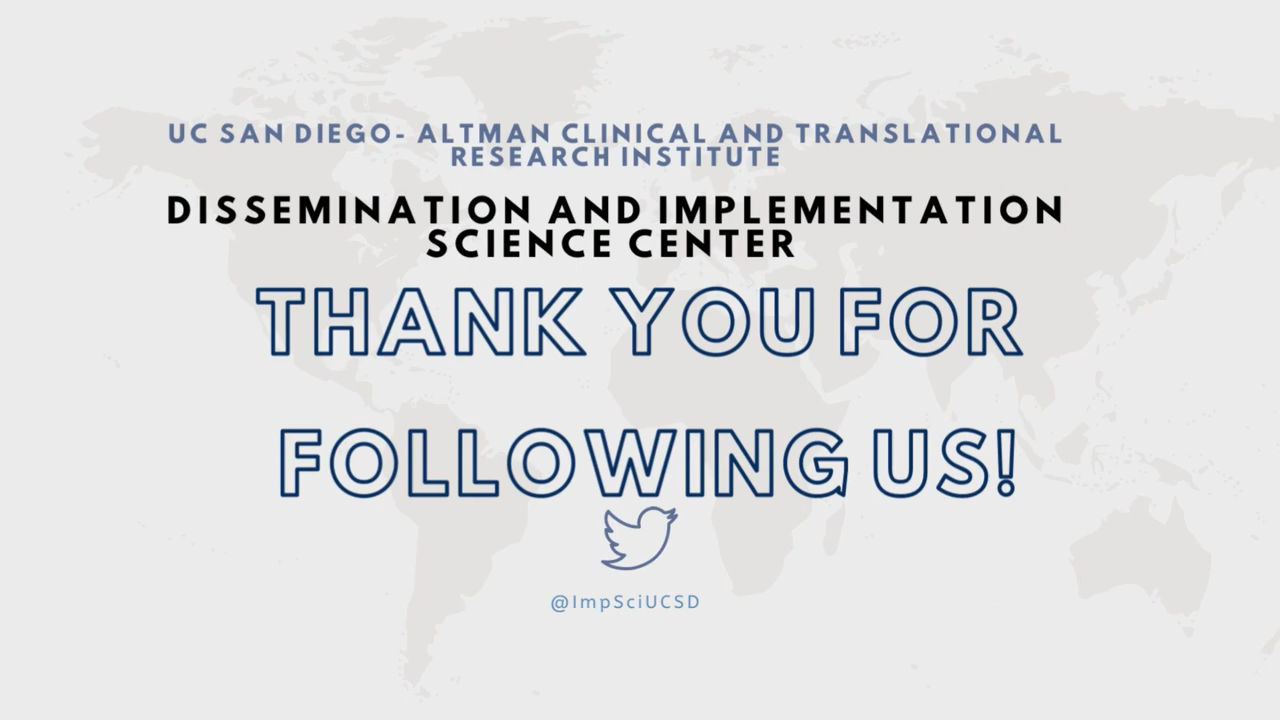 UC SAN DIEGO- ALTMAN CLINICAL AND TRANSLATIONAL
RESEARCH INSTITUTE
DISSEMINATION AND IMPLEMENTATION
SCIENCE CENTER
THANK YOU FOR
FOLLOWING US!
@ImpSciUCSD